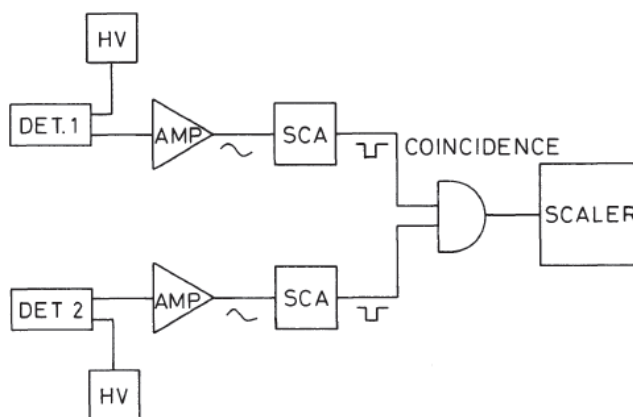 HV
DET.1
AMP
SCA
COINCIDENCE
SCALER
DET 2
AMP
SCA
HV